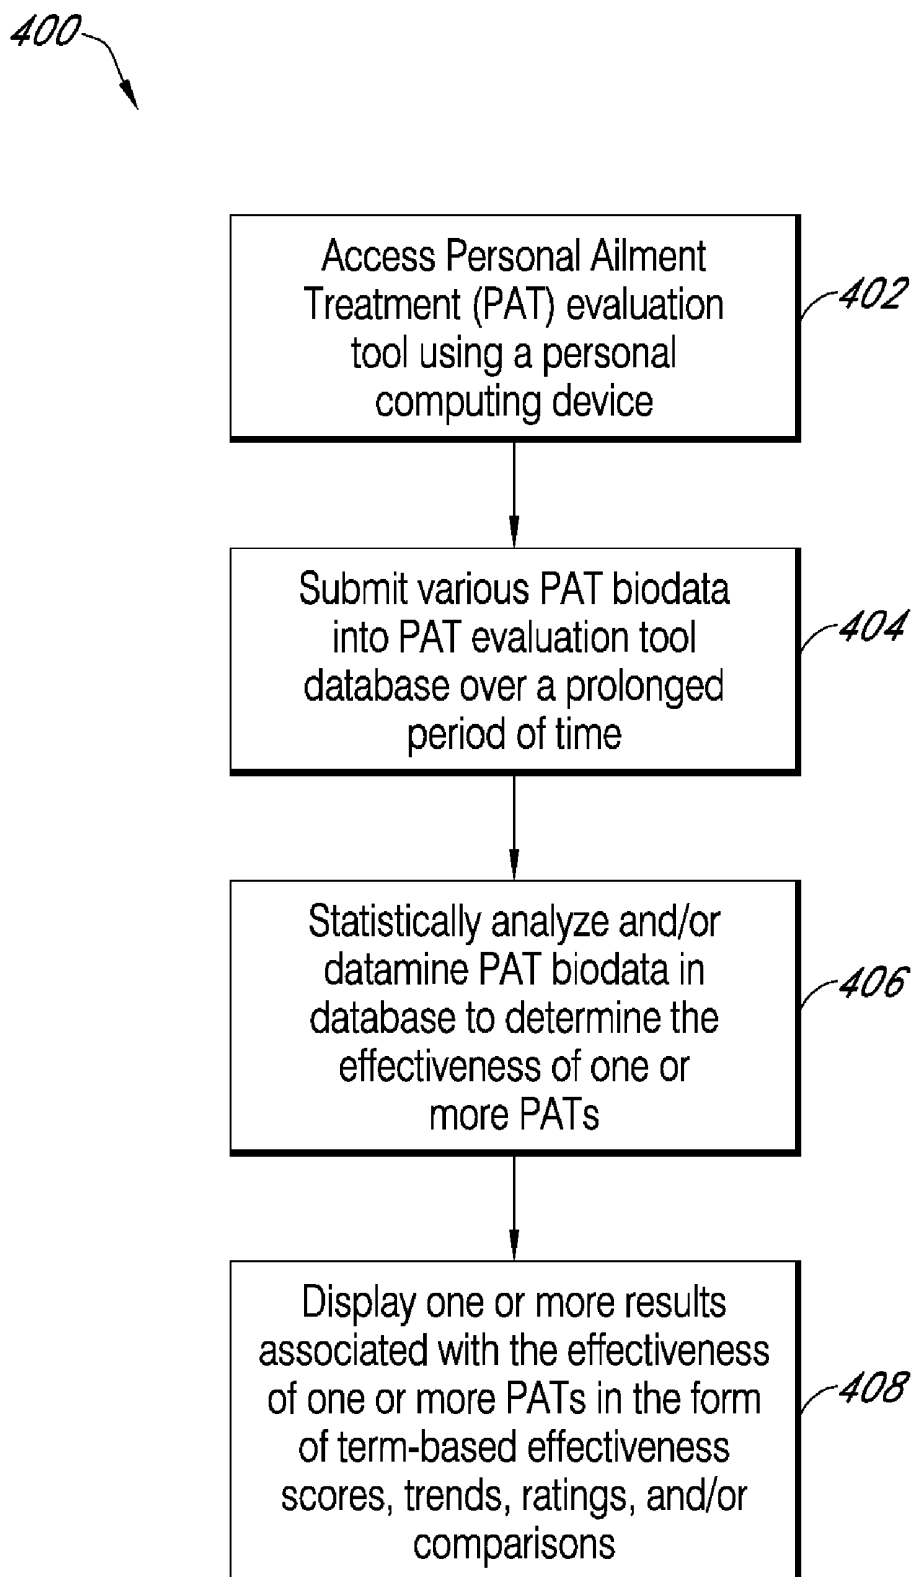 400
Access Personal Ailment
Treatment (PAT) evaluation
tool using a personal
computing device
402
Submit various PAT biodata
into PAT evaluation tool
database over a prolonged
period of time
404
Statistically analyze and/or
datamine PAT biodata in
database to determine the
effectiveness of one or
more PATs
406
Display one or more results
associated with the effectiveness
of one or more PATs in the form
of term-based effectiveness
scores, trends, ratings, and/or
comparisons
408